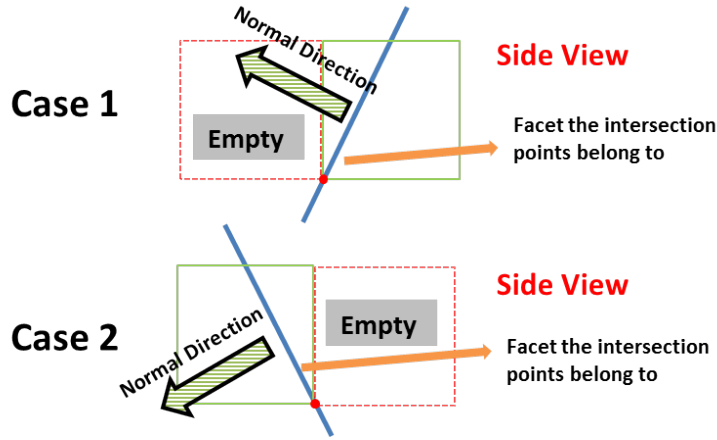 Case 1
Normal Direction
Empty
Side View
Facet the intersection
points belong to
Case 2
Normal Direction
Empty
Side View
Facet the intersection
points belong to